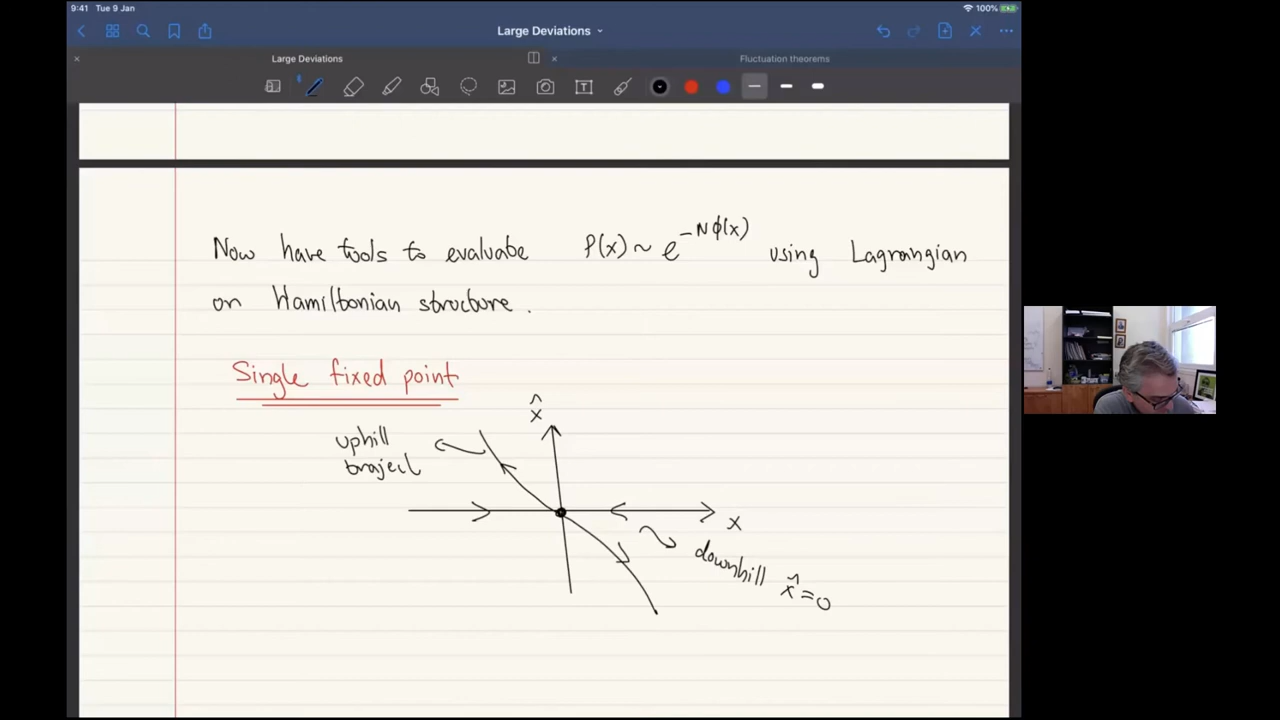 9:41 Tue 9 Jan
100%
Large Deviations
Large Deviations
Fluctuation theorems
Now have tools to evaluate P(x) ~ e^{-Nφ(x)} using Lagrangian
on Hamiltonian structure.
Single fixed point
x̂
uphill
traject
x
downhill x̂=0